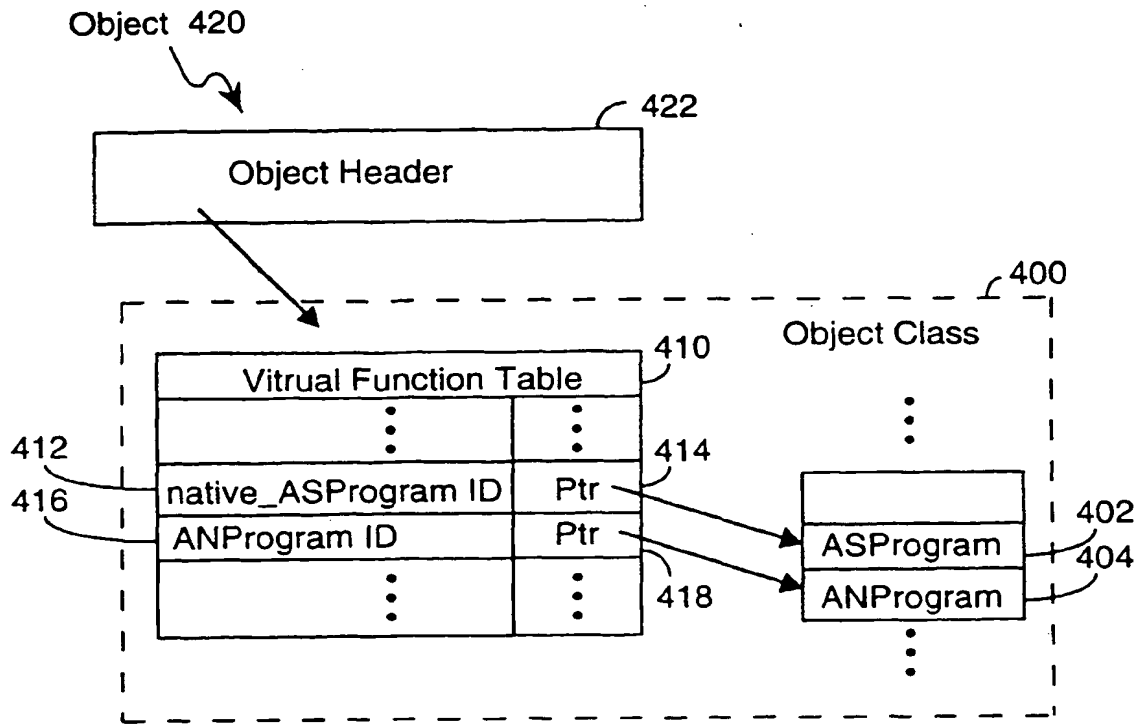 Object 420
422
Object Header
400
Object Class
410
Vitrual Function Table
412
414
native_ASProgram ID Ptr
416
402
ASProgram
ANProgram ID Ptr
404
418
ANProgram